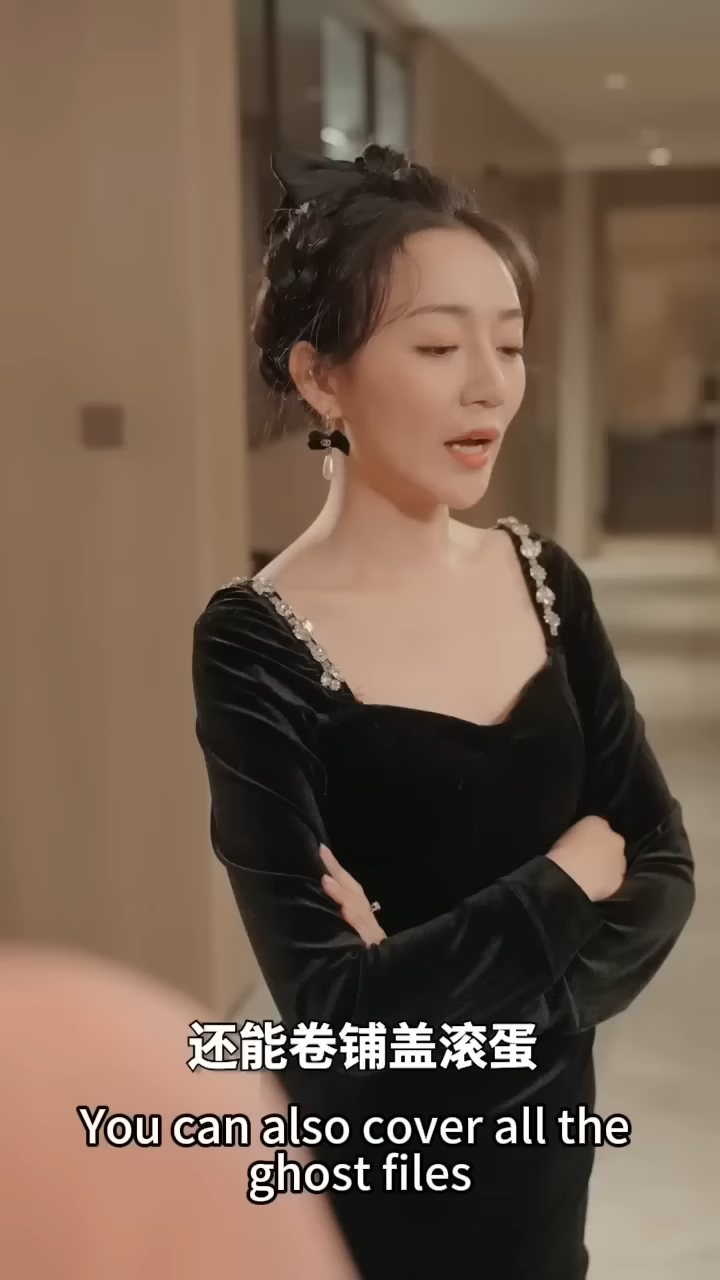 还能卷铺盖滚蛋
You can also cover all the
ghost files